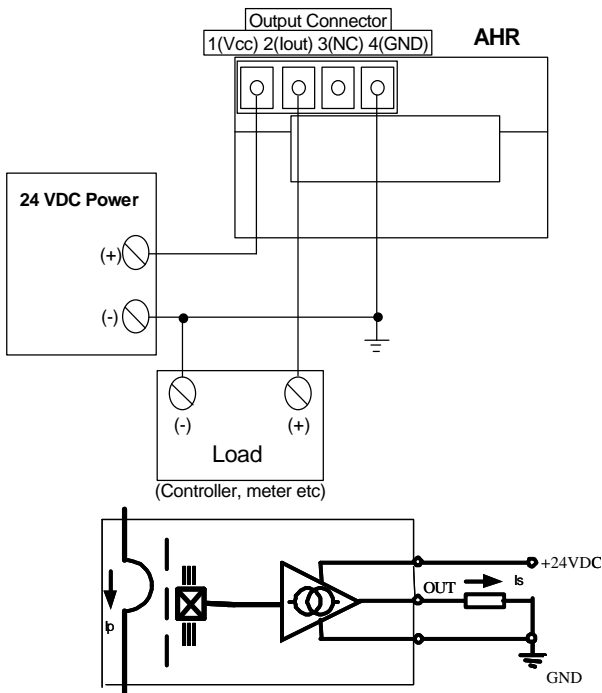 Output Connector
1(Vcc) 2(Iout) 3(NC) 4(GND)
AHR
24 VDC Power
(+)
(-)
(-)
(+)
Load
(Controller, meter etc)
+24VDC
OUT
Is
Ip
GND